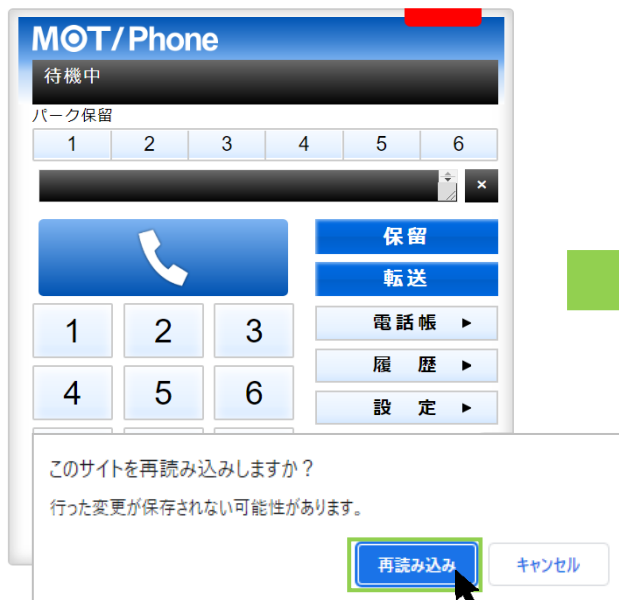 MOT/Phone
待機中
パーク保留
1 2 3 4 5 6
×
保留
転送
1 2 3
電話帳 ▶
履 歴 ▶
4 5 6
設 定 ▶
このサイトを再読み込みしますか？
行った変更が保存されない可能性があります。
再読み込み キャンセル